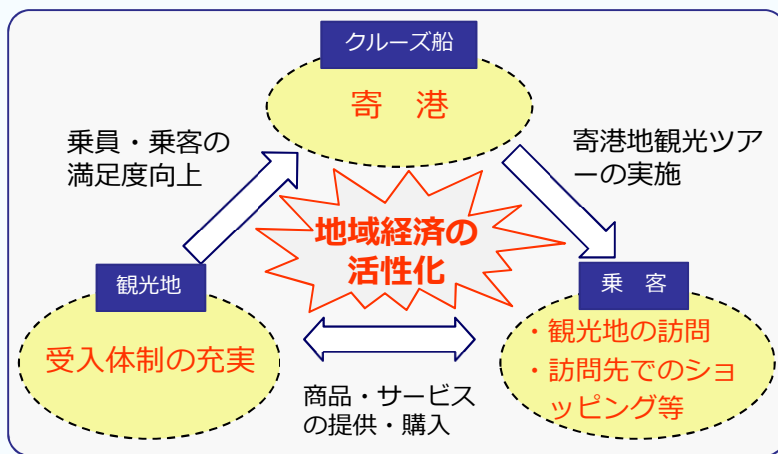 クルーズ船
寄　港
乗員・乗客の
満足度向上
寄港地観光ツア
ーの実施
地域経済の
活性化
観光地
受入体制の充実
乗　客
・観光地の訪問
・訪問先でのショ
ッピング等
商品・サービス
の提供・購入